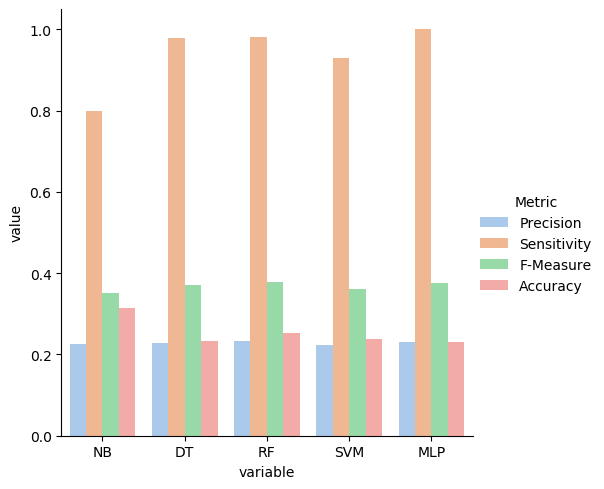 1.0
0.8
0.6
0.4
0.2
0.0
value
NB DT RF SVM MLP
variable
Metric
Precision
Sensitivity
F-Measure
Accuracy